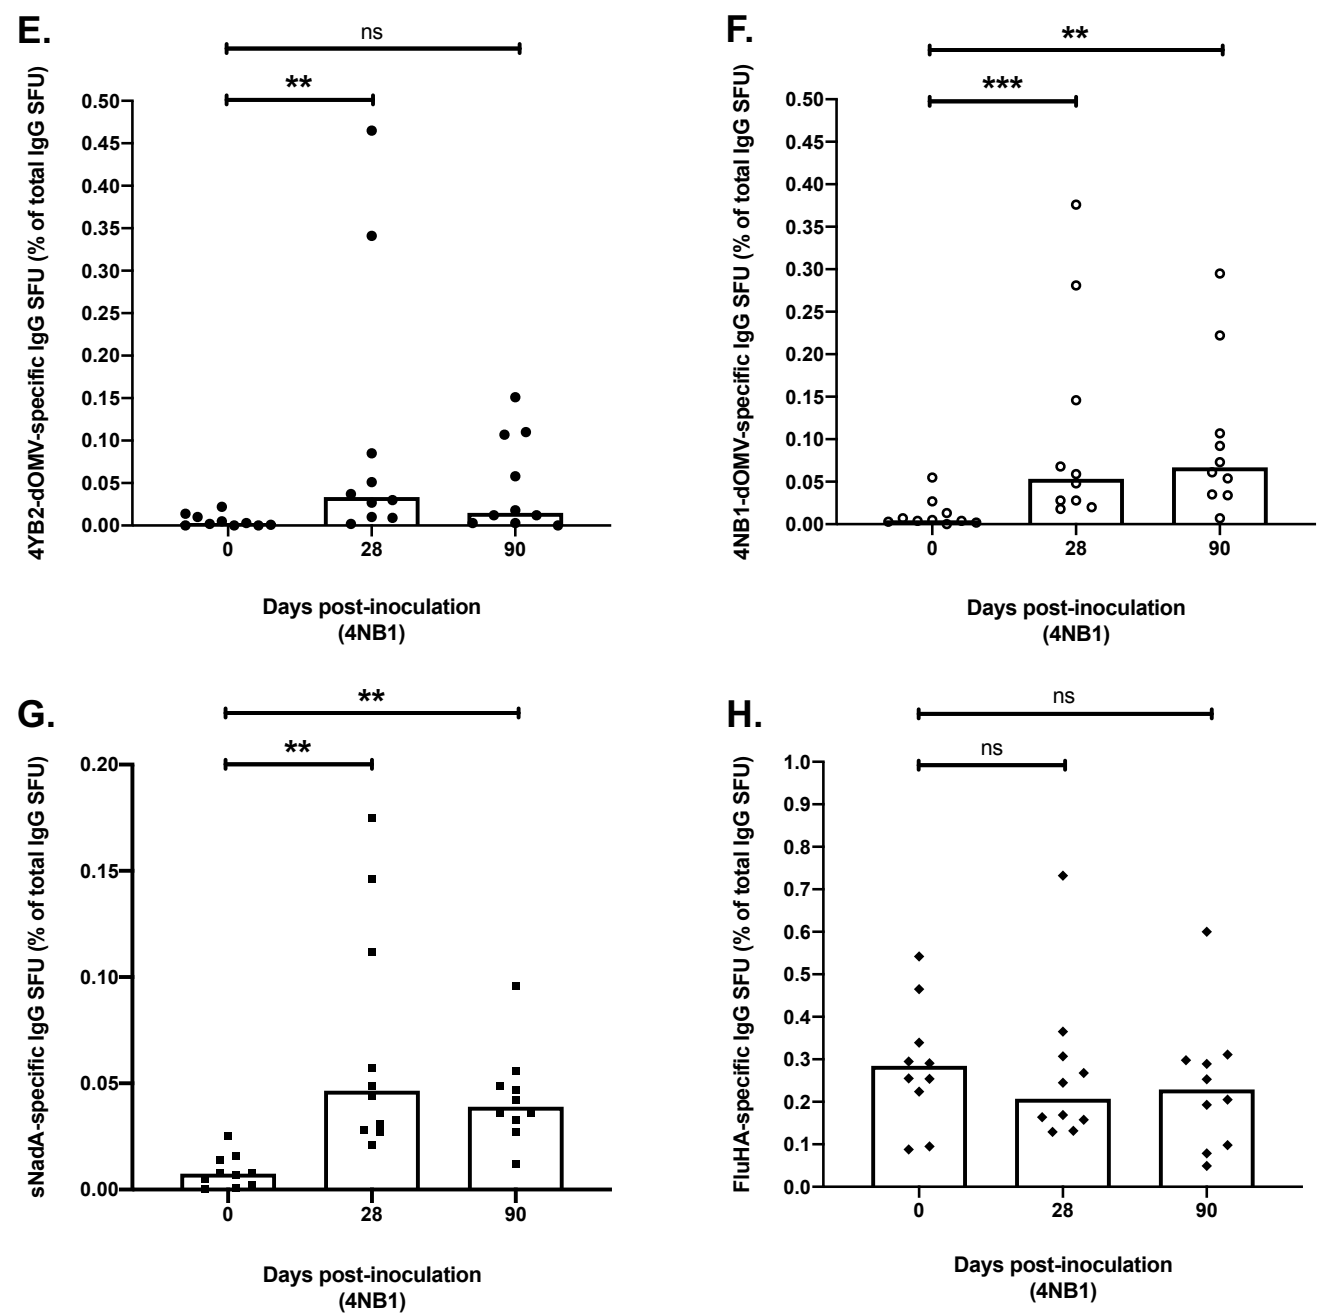 E.
ns
**
4YB2-dOMV-specific IgG SFU (% of total IgG SFU)
0.50
0.45
0.40
0.35
0.30
0.25
0.20
0.15
0.10
0.05
0.00
0 28 90
Days post-inoculation
(4NB1)
F.
**
***
4NB1-dOMV-specific IgG SFU (% of total IgG SFU)
0.50
0.45
0.40
0.35
0.30
0.25
0.20
0.15
0.10
0.05
0.00
0 28 90
Days post-inoculation
(4NB1)
G.
**
**
sNadA-specific IgG SFU (% of total IgG SFU)
0.20
0.15
0.10
0.05
0.00
0 28 90
Days post-inoculation
(4NB1)
H.
ns
ns
FluHA-specific IgG SFU (% of total IgG SFU)
1.0
0.9
0.8
0.7
0.6
0.5
0.4
0.3
0.2
0.1
0.0
0 28 90
Days post-inoculation
(4NB1)